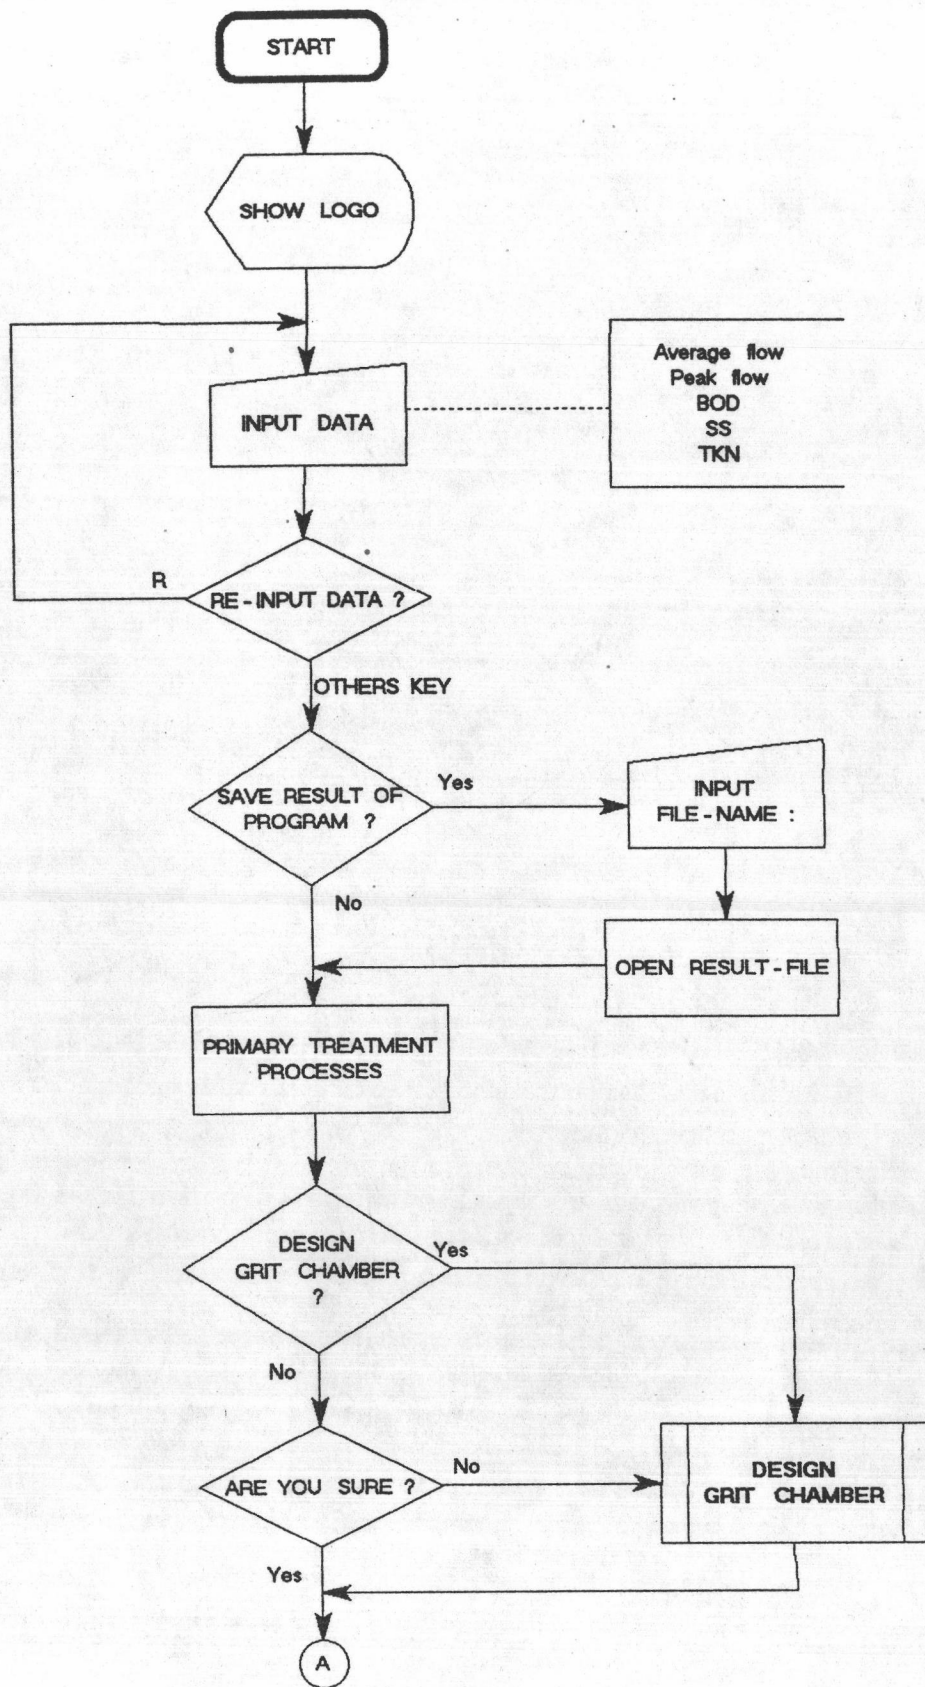 START
SHOW LOGO
INPUT DATA
Average flow
Peak flow
BOD
SS
TKN
R
RE-INPUT DATA ?
OTHERS KEY
SAVE RESULT OF
PROGRAM ?
Yes
INPUT
FILE-NAME :
No
OPEN RESULT-FILE
PRIMARY TREATMENT
PROCESSES
DESIGN
GRIT CHAMBER
?
Yes
No
ARE YOU SURE ?
No
DESIGN
GRIT CHAMBER
Yes
A